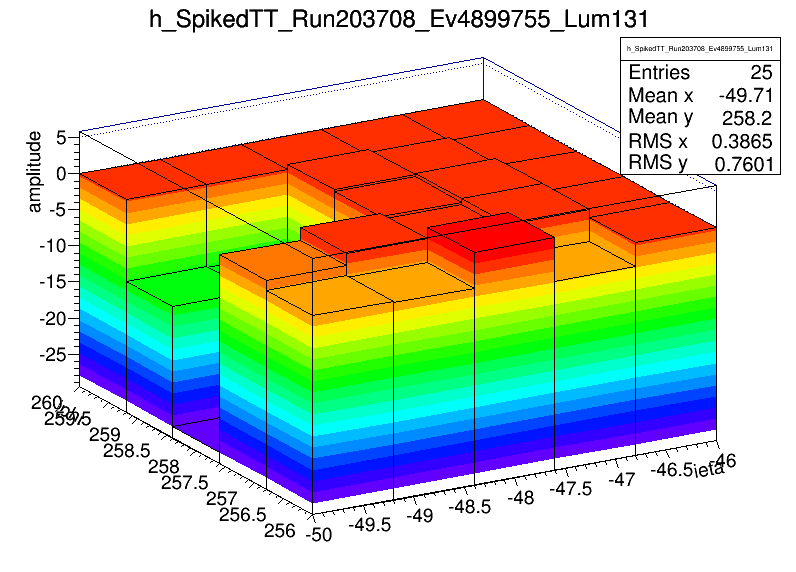 h_SpikedTT_Run203708_Ev4899755_Lum131
h_SpikedTT_Run203708_Ev4899755_Lum131
Entries 25
Mean x -49.71
Mean y 258.2
RMS x 0.3865
RMS y 0.7601
amplitude
5
0
-5
-10
-15
-20
-25
260
259.5
259
258.5
258
257.5
257
256.5
256
-50
-49.5
-49
-48.5
-48
-47.5
-47
-46.5
ieta
-46